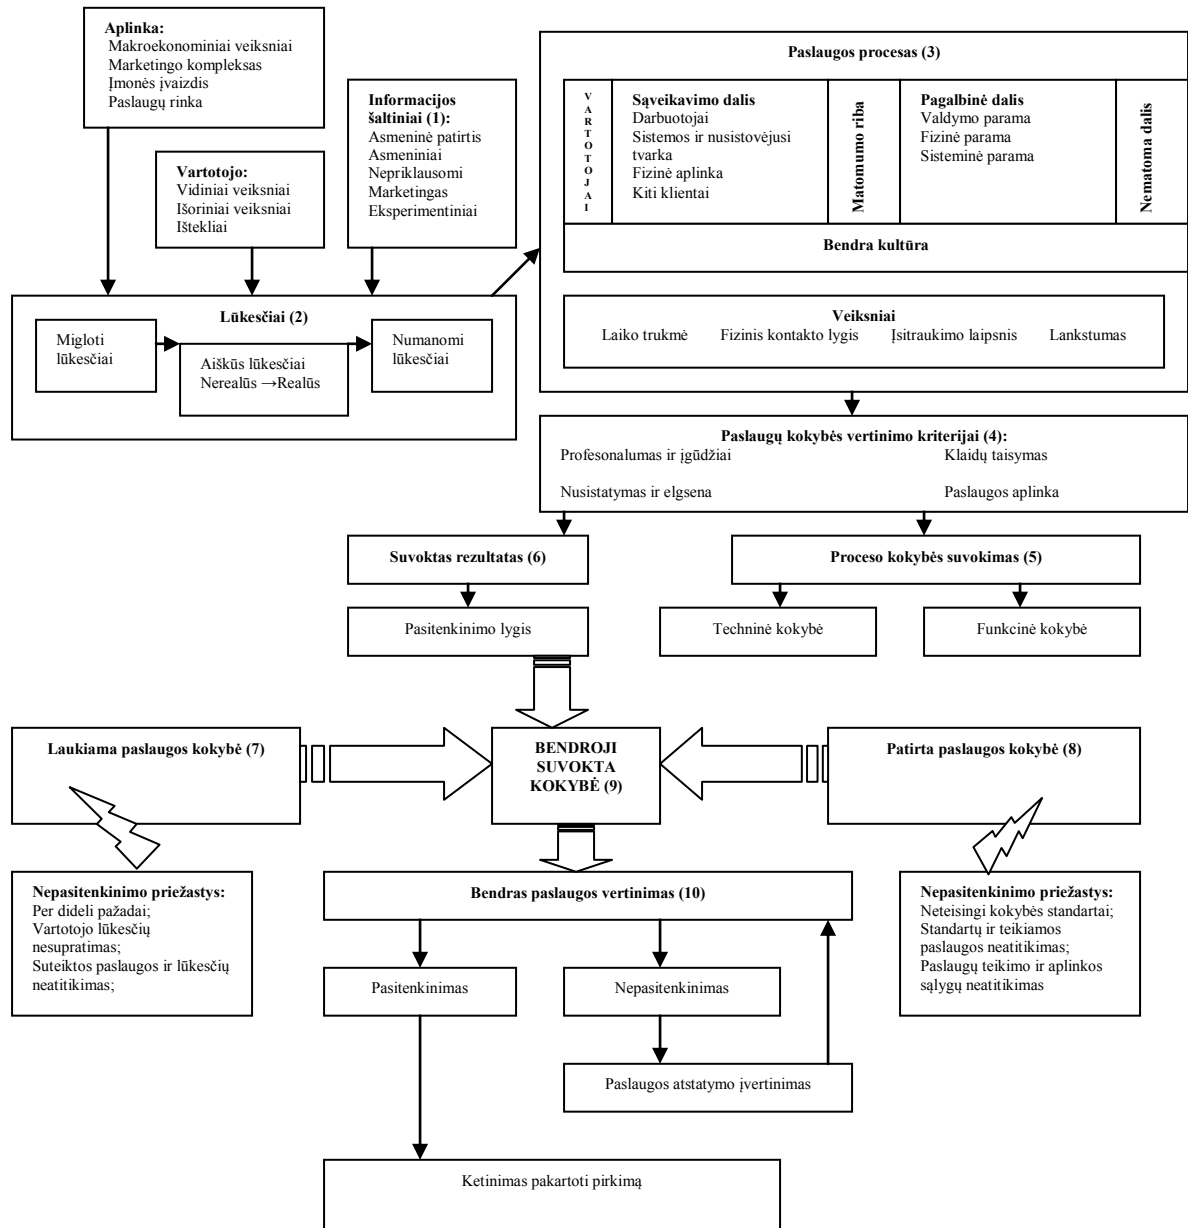 Aplinka:
Makroekonominiai veiksniai
Marketingo kompleksas
Įmonės įvaizdis
Paslaugų rinka
Vartotojo:
Vidiniai veiksniai
Išoriniai veiksniai
Ištekliai
Informacijos
šaltiniai (1):
Asmeninė patirtis
Asmeniniai
Nepriklausomi
Marketingas
Eksperimentiniai
Lūkesčiai (2)
Migloti
lūkesčiai
Aiškūs lūkesčiai
Nerealūs →Realūs
Numanomi
lūkesčiai
Paslaugos procesas (3)
VARTOTOJAI
Sąveikavimo dalis
Darbuotojai
Sistemos ir nusistovėjusi
tvarka
Fizinė aplinka
Kiti klientai
Matomumo riba
Pagalbinė dalis
Valdymo parama
Fizinė parama
Sisteminė parama
Nematoma dalis
Bendra kultūra
Veiksniai
Laiko trukmė Fizinis kontakto lygis Įsitraukimo laipsnis Lankstumas
Paslaugų kokybės vertinimo kriterijai (4):
Profesonalumas ir įgūdžiai Klaidų taisymas
Nusistatymas ir elgsena Paslaugos aplinka
Suvoktas rezultatas (6)
Proceso kokybės suvokimas (5)
Pasitenkinimo lygis
Techninė kokybė
Funkcinė kokybė
Laukiama paslaugos kokybė (7)
BENDROJI
SUVOKTA
KOKYBĖ (9)
Patirta paslaugos kokybė (8)
Nepasitenkinimo priežastys:
Per dideli pažadai;
Vartotojo lūkesčių
nesupratimas;
Suteiktos paslaugos ir lūkesčių
neatitikimas;
Bendras paslaugos vertinimas (10)
Nepasitenkinimo priežastys:
Neteisingi kokybės standartai;
Standartų ir teikiamos
paslaugos neatitikimas;
Paslaugų teikimo ir aplinkos
sąlygų neatitikimas
Pasitenkinimas
Nepasitenkinimas
Paslaugos atstatymo įvertinimas
Ketinimas pakartoti pirkimą